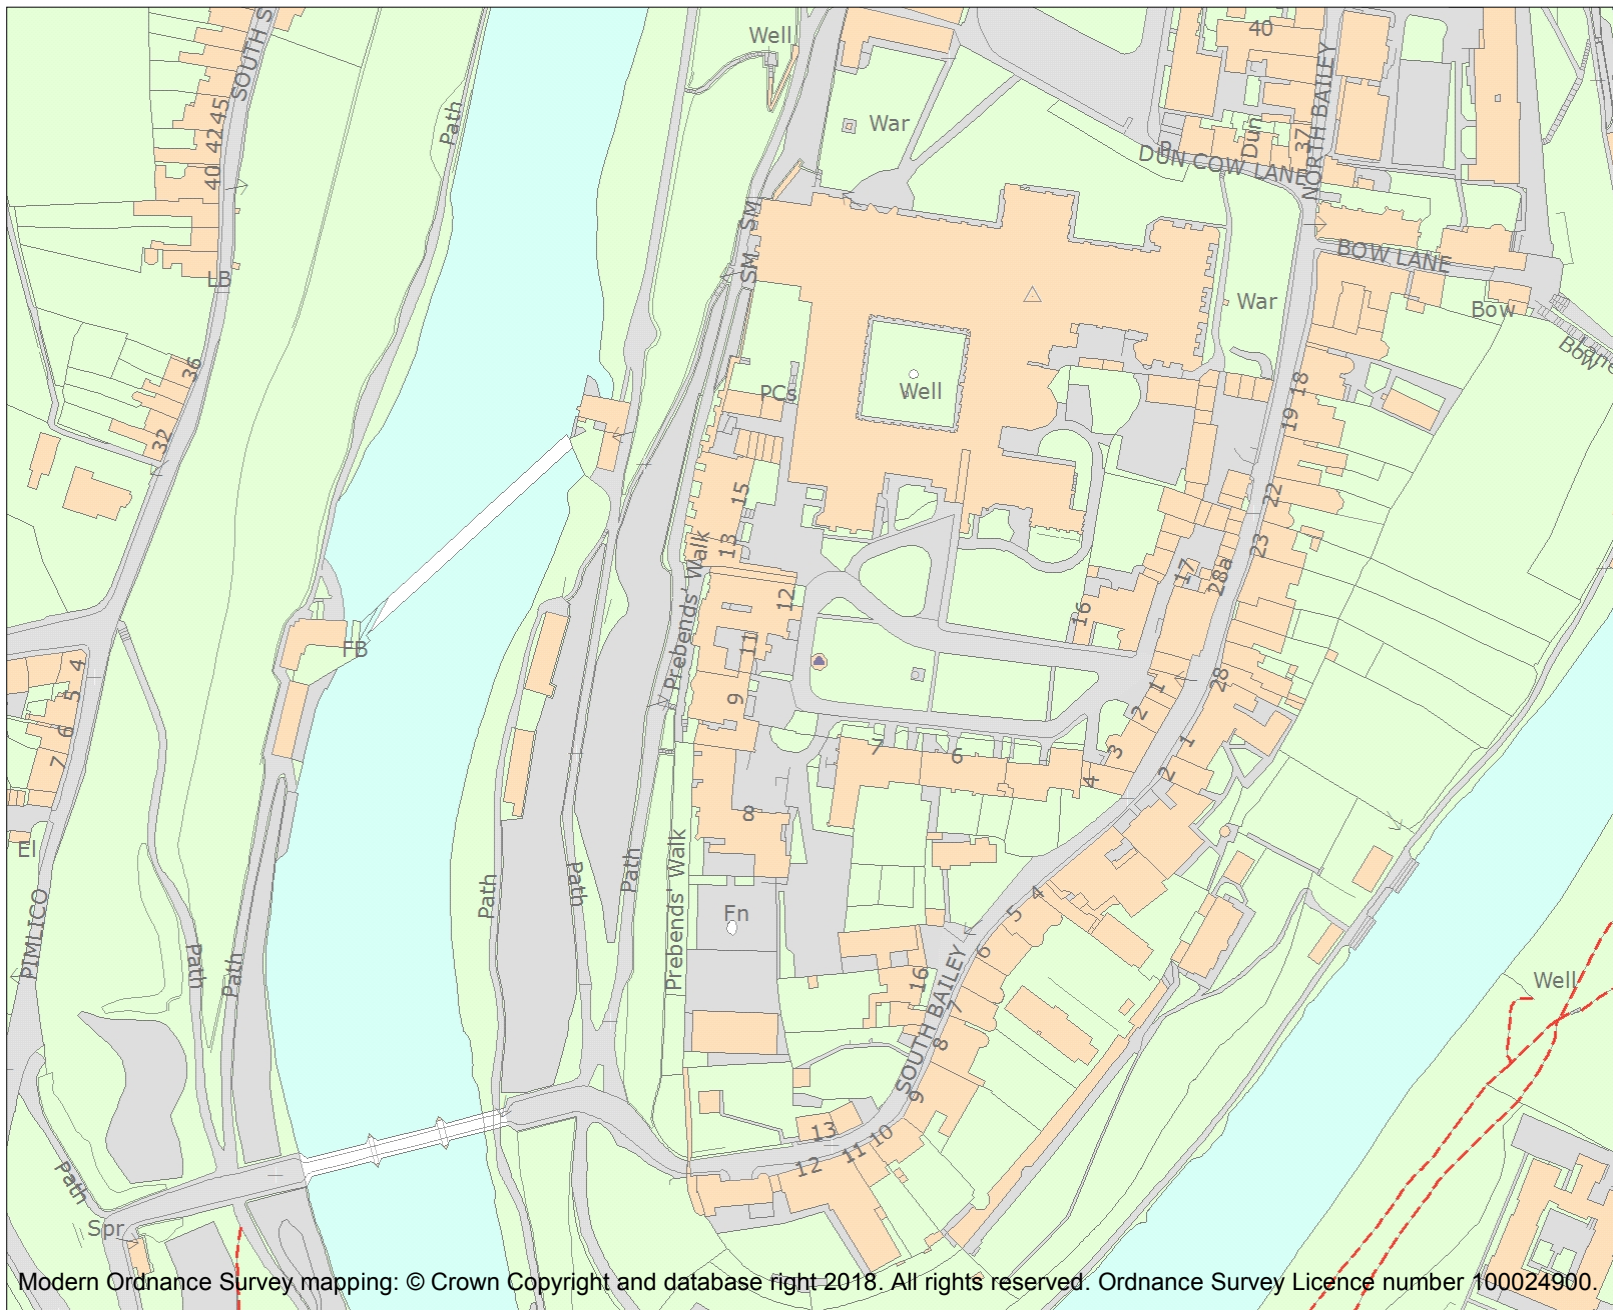 SOUTH S
Well
40
45
42
40
Path
War
Dun
37
NORTH BAILEY
P
DUN COW LANE
SM
SM
BOW LANE
LB
War
Bow
Bow
Lane
36
32
PCs
Well
18
19
22
23
15
13
Prebends' Walk
12
11
9
17
28a
16
28
FB
4
5
6
7
1
2
3
4
1
2
7
6
8
El
PIMLICO
Path
Path
Path
Path
Path
Prebends' Walk
Fn
4
5
6
7
8
9
16
SOUTH BAILEY
Well
13
12
11
10
Path
Spr
Modern Ordnance Survey mapping: © Crown Copyright and database right 2018. All rights reserved. Ordnance Survey Licence number 100024900.